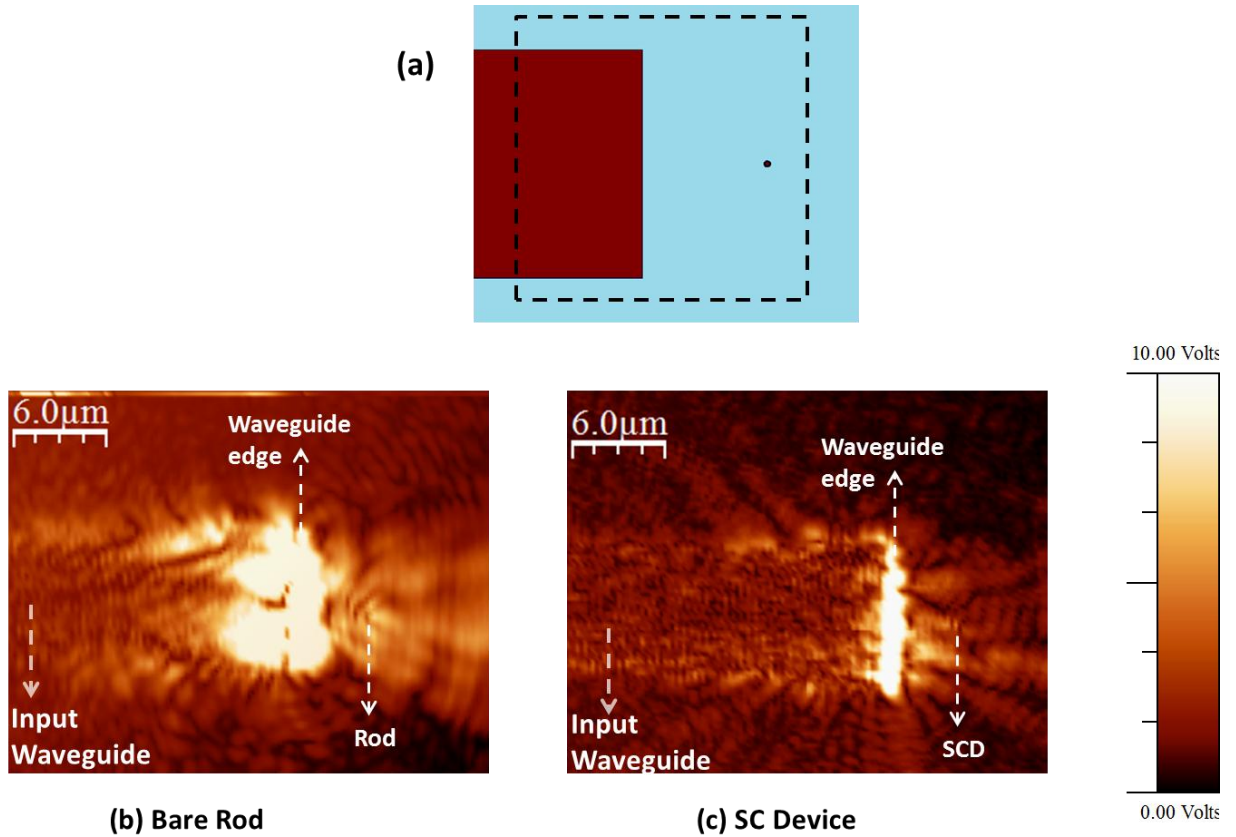 (a)
10.00 Volts
6.0µm
Waveguide
edge
Input
Waveguide
Rod
6.0µm
Waveguide
edge
Input
Waveguide
SCD
0.00 Volts
(b) Bare Rod
(c) SC Device